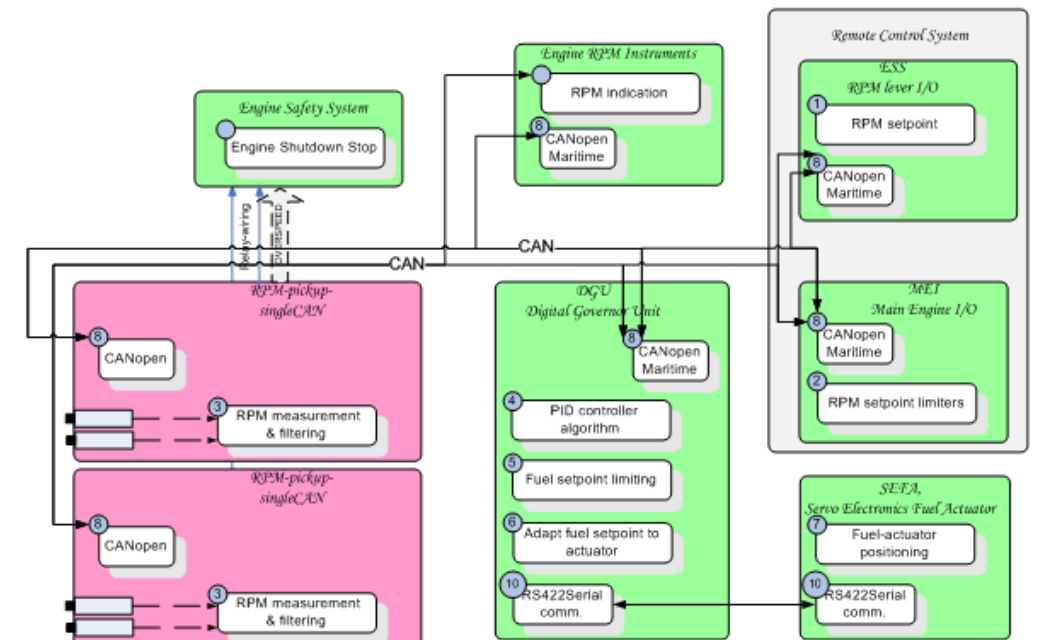 Remote Control System
Engine RPM Instruments
RPM indication
8
CANopen
Maritime
ESS
RPM lever I/O
1
RPM setpoint
8
CANopen
Maritime
Engine Safety System
Engine Shutdown Stop
Relay-wiring
OVERSPEED
CAN
CAN
RPM-pickup-
singleCAN
8
CANopen
3
RPM measurement
& filtering
RPM-pickup-
singleCAN
8
CANopen
3
RPM measurement
& filtering
DGU
Digital Governor Unit
8
CANopen
Maritime
4
PID controller
algorithm
5
Fuel setpoint limiting
6
Adapt fuel setpoint to
actuator
10
RS422Serial
comm.
MEI
Main Engine I/O
8
CANopen
Maritime
2
RPM setpoint limiters
SEFA,
Servo Electronics Fuel Actuator
7
Fuel-actuator
positioning
10
RS422Serial
comm.